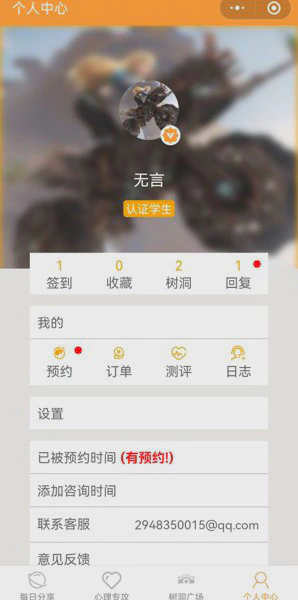 个人中心
无言
认证学生
1 0 2 1
签到 收藏 树洞 回复
我的
预约 订单 测评 日志
设置
已被预约时间 (有预约!)
添加咨询时间
联系客服 2948350015@qq.com
意见反馈
每日分享 心理专攻 树洞广场 个人中心